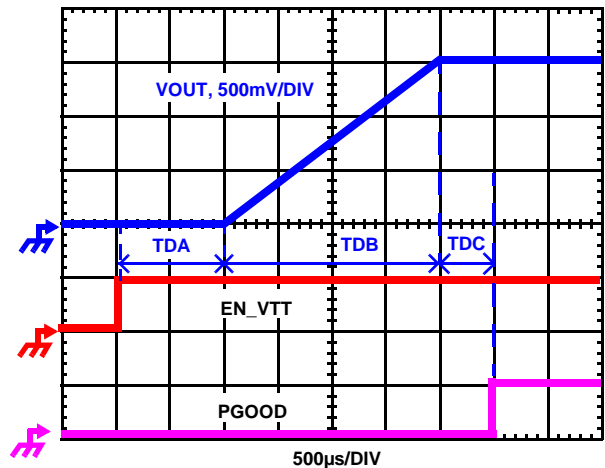 VOUT, 500mV/DIV
TDA
TDB
TDC
EN_VTT
PGOOD
500µs/DIV